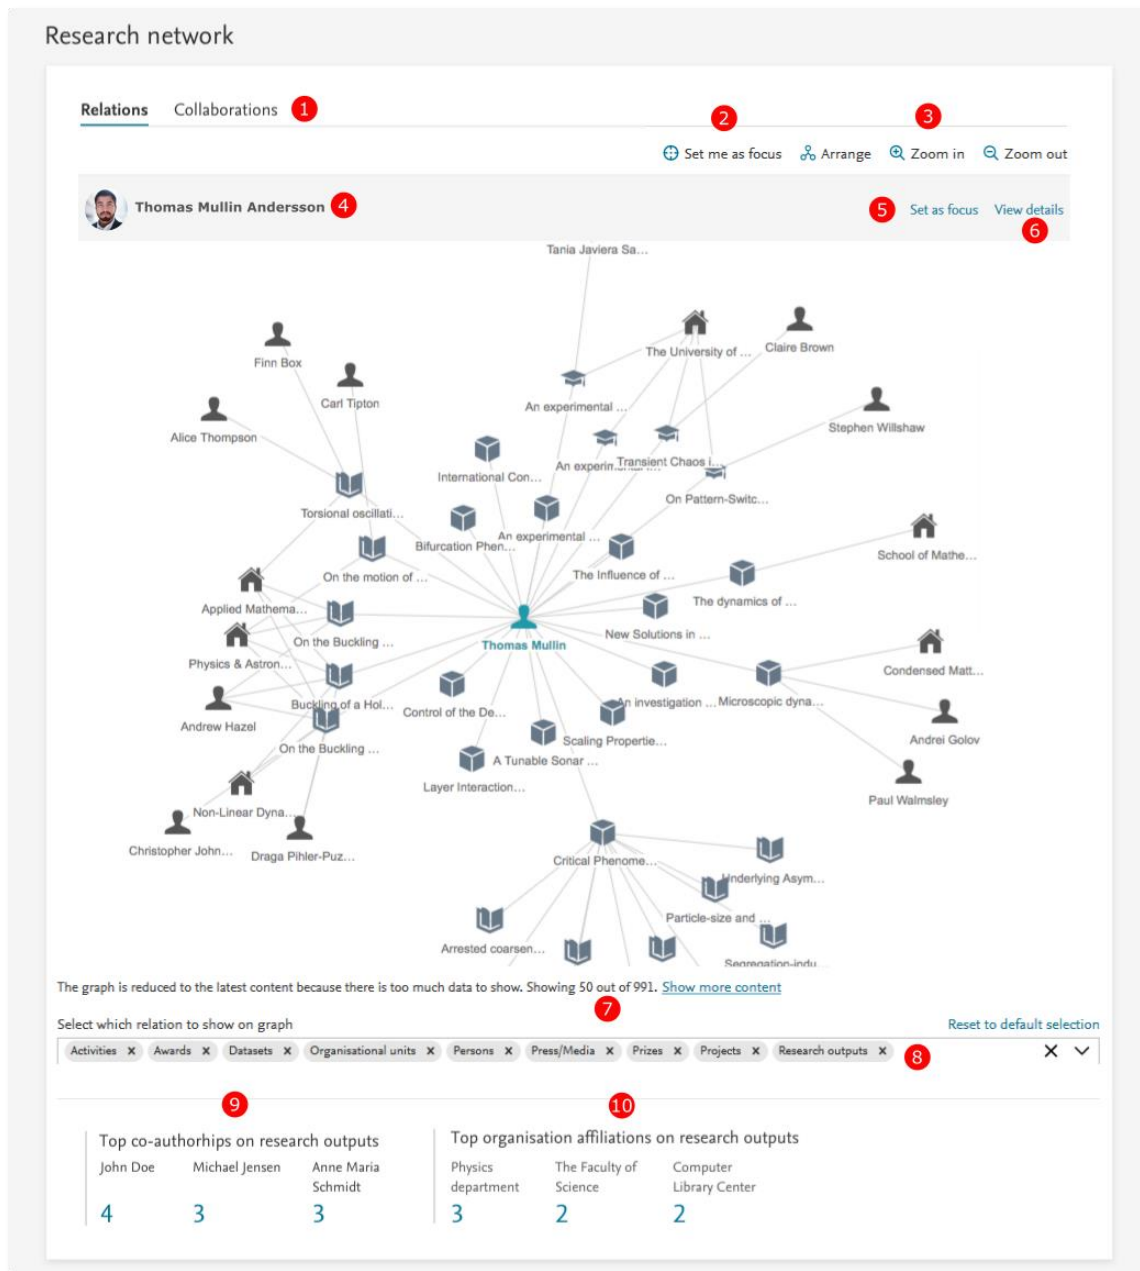 Research network
Relations Collaborations 1
2 3
Set me as focus Arrange Zoom in Zoom out
Thomas Mullin Andersson 4 5 Set as focus View details
6
Tania Javiera Sa...
The University of ... Claire Brown
Finn Box
Carl Tipton
An experimental ...
Alice Thompson
Stephen Willshaw
An experim Transient Chaos i...
International Con...
On Pattern-Switc...
Torsional oscillati...
An experimental ...
Bifurcation Phen...
School of Mathe...
On the motion of ... The Influence of ...
The dynamics of ...
Applied Mathema...
New Solutions in ...
On the Buckling ...
Thomas Mullin
Physics & Astron...
Condensed Matt...
Buckling of a Hol... Control of the De... An investigation ... Microscopic dyna...
Andrew Hazel
Scaling Propertie... Andrei Golov
On the Buckling ...
A Tunable Sonar ...
Layer Interaction...
Paul Walmsley
Non-Linear Dyna...
Christopher John... Draga Pihler-Puz...
Critical Phenome...
Underlying Asym...
Particle-size and ...
Arrested coarsen...
Segregation-indu...
The graph is reduced to the latest content because there is too much data to show. Showing 50 out of 991. Show more content
7
Select which relation to show on graph Reset to default selection
Activities x Awards x Datasets x Organisational units x Persons x Press/Media x Prizes x Projects x Research outputs x 8
9 10
Top co-authorhips on research outputs
John Doe Michael Jensen Anne Maria Schmidt
4 3 3
Top organisation affiliations on research outputs
Physics department The Faculty of Science Computer Library Center
3 2 2